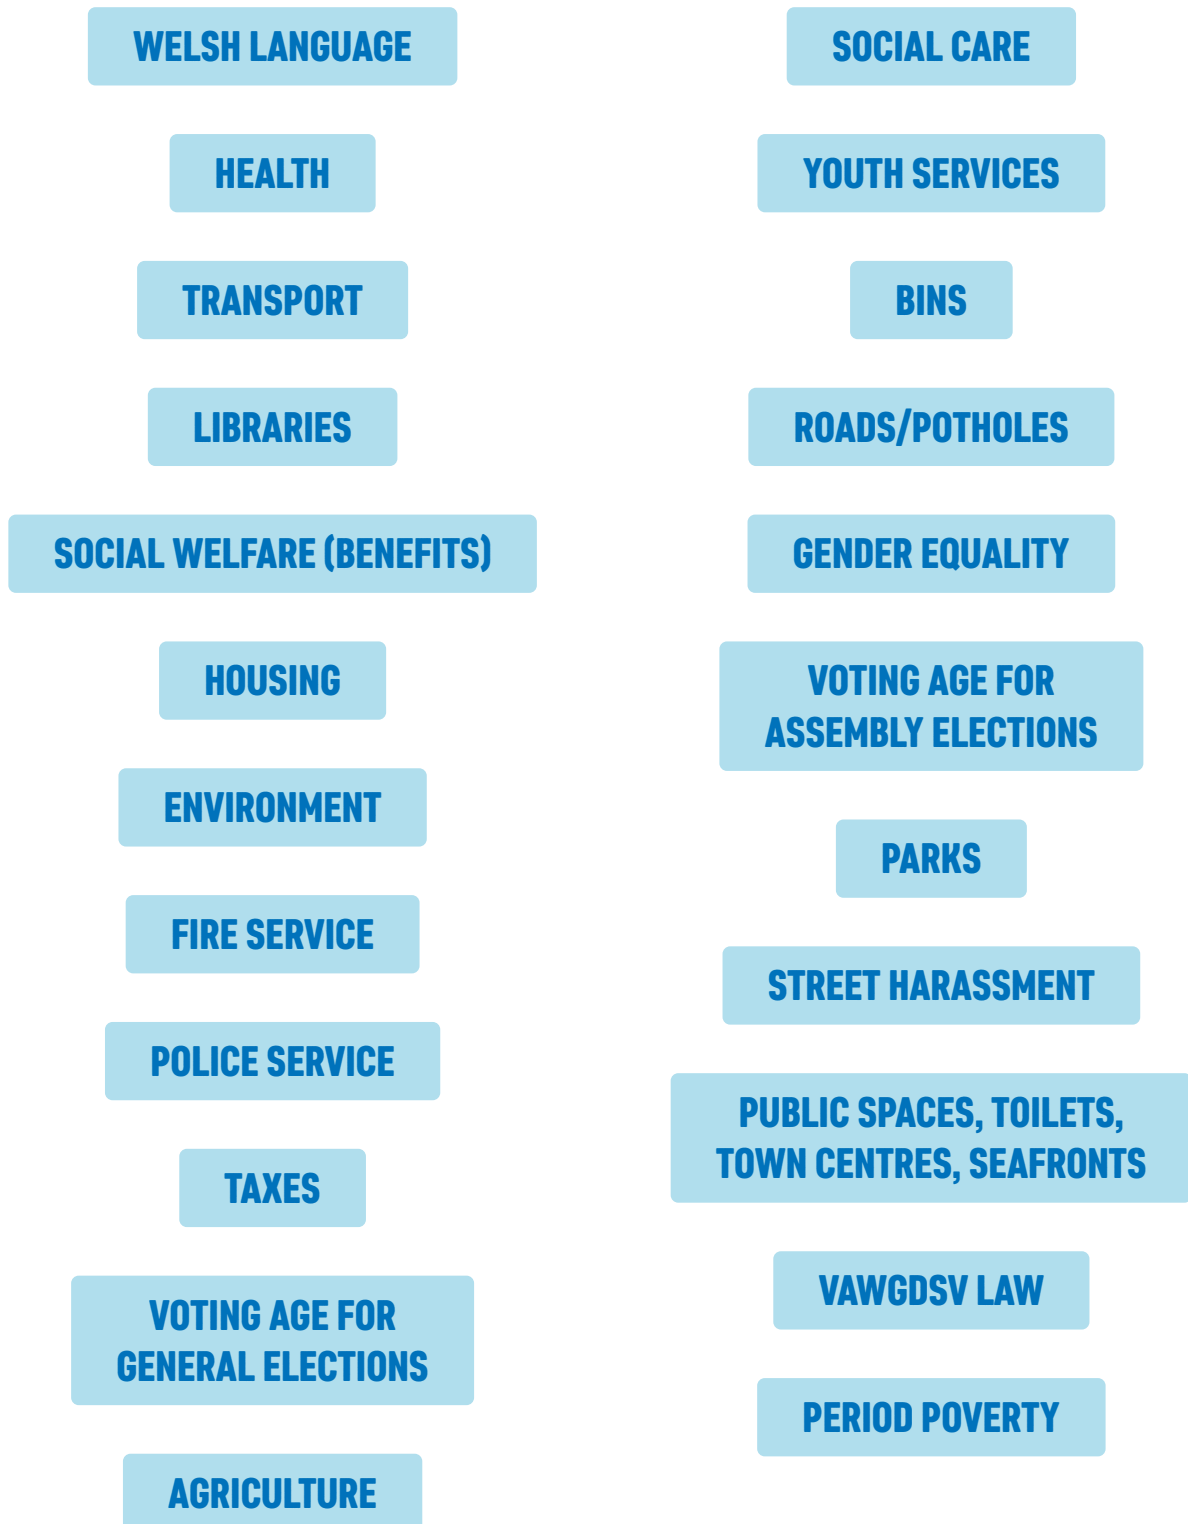 WELSH LANGUAGE
HEALTH
TRANSPORT
LIBRARIES
SOCIAL WELFARE (BENEFITS)
HOUSING
ENVIRONMENT
FIRE SERVICE
POLICE SERVICE
TAXES
VOTING AGE FOR
GENERAL ELECTIONS
AGRICULTURE
SOCIAL CARE
YOUTH SERVICES
BINS
ROADS/POTHOLES
GENDER EQUALITY
VOTING AGE FOR
ASSEMBLY ELECTIONS
PARKS
STREET HARASSMENT
PUBLIC SPACES, TOILETS,
TOWN CENTRES, SEAFRONTS
VAWGDSV LAW
PERIOD POVERTY